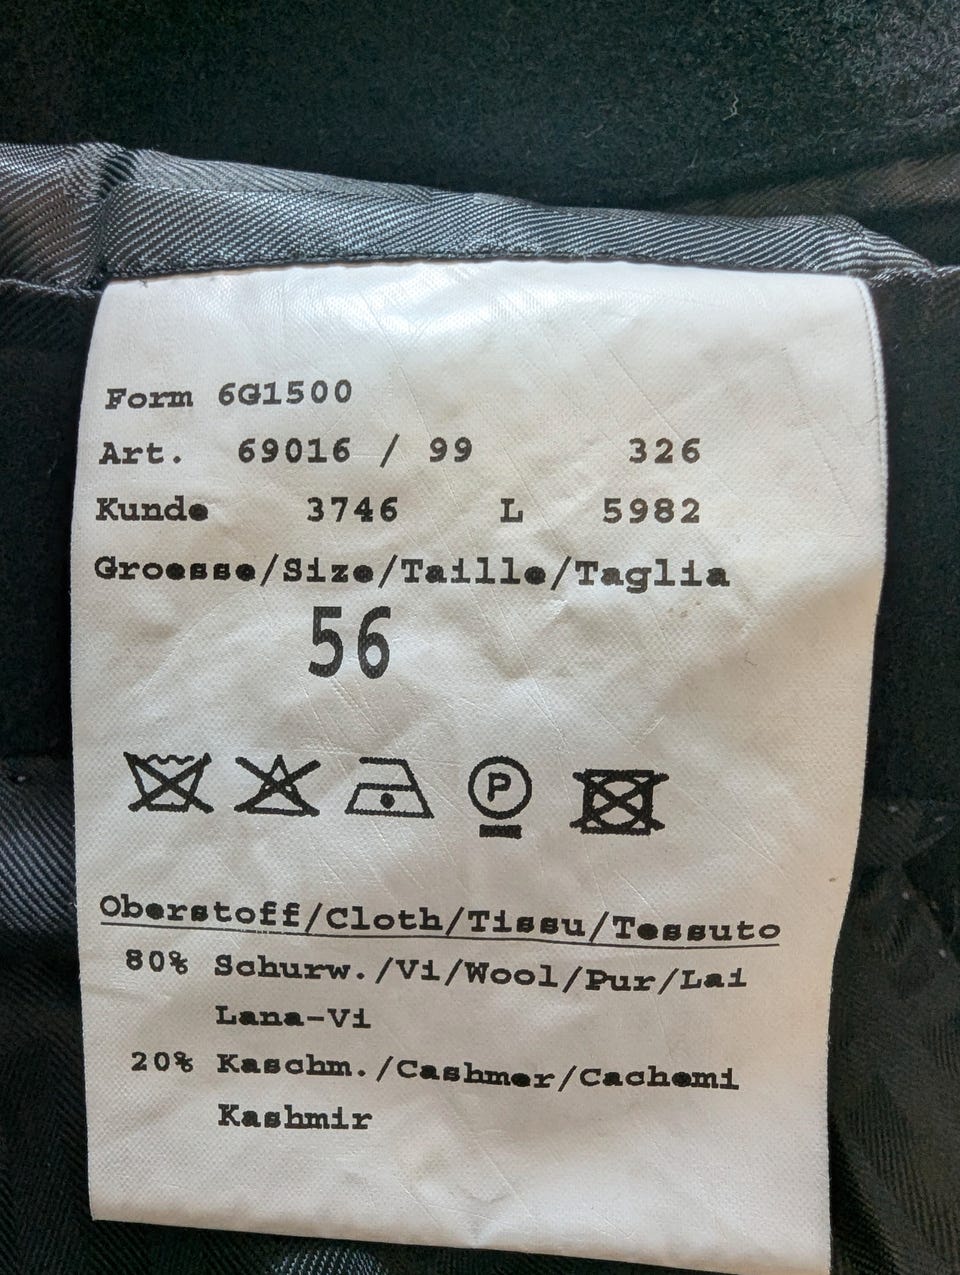 Form 6G1500
Art. 69016 / 99 326
Kunde 3746 L 5982
Groesse/Size/Taille/Taglia
56
P
Oberstoff/Cloth/Tissu/Tessuto
80% Schurw./Vi/Wool/Pur/Lai
Lana-Vi
20% Kaschm./Cashmer/Cachemi
Kashmir